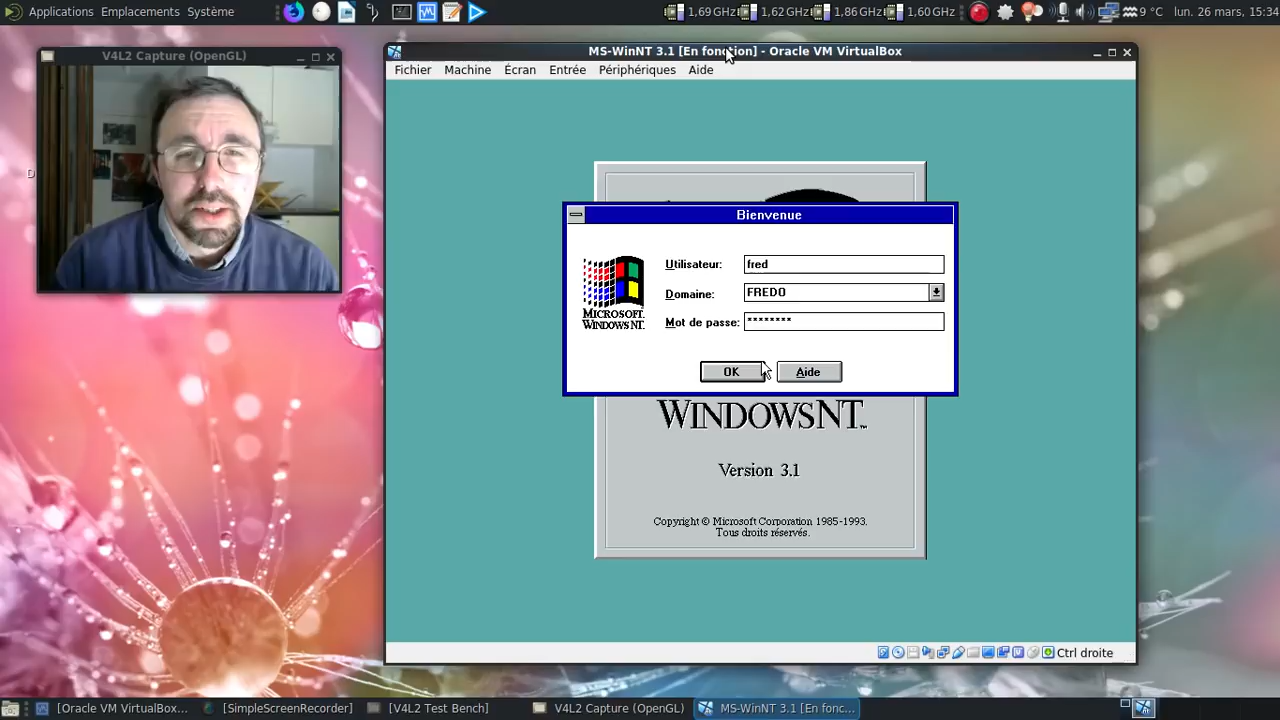 Applications Emplacements Système
1,69 GHz 1,62 GHz 1,86 GHz 1,60 GHz 9 °C lun. 26 mars, 15:34
V4L2 Capture (OpenGL)
MS-WinNT 3.1 [En fonction] - Oracle VM VirtualBox
Fichier Machine Écran Entrée Périphériques Aide
D
Bienvenue
Utilisateur: fred
Domaine: FREDO
Mot de passe: ********
MICROSOFT.
WINDOWS NT.
OK Aide
WINDOWS NT™
Version 3.1
Copyright © Microsoft Corporation 1985-1993.
Tous droits réservés.
Ctrl droite
[Oracle VM VirtualBox... [SimpleScreenRecorder] [V4L2 Test Bench] V4L2 Capture (OpenGL) MS-WinNT 3.1 [En fonc...